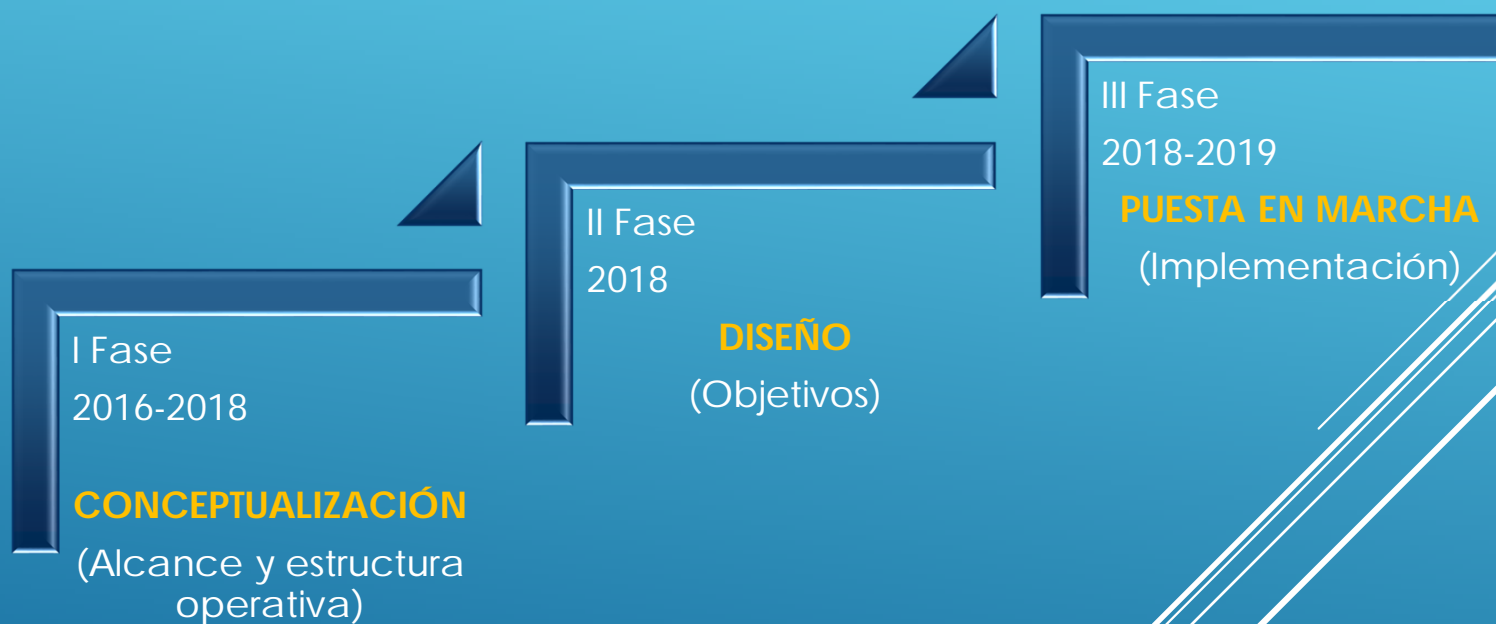 I Fase
2016-2018
CONCEPTUALIZACIÓN
(Alcance y estructura
operativa)
II Fase
2018
DISEÑO
(Objetivos)
III Fase
2018-2019
PUESTA EN MARCHA
(Implementación)